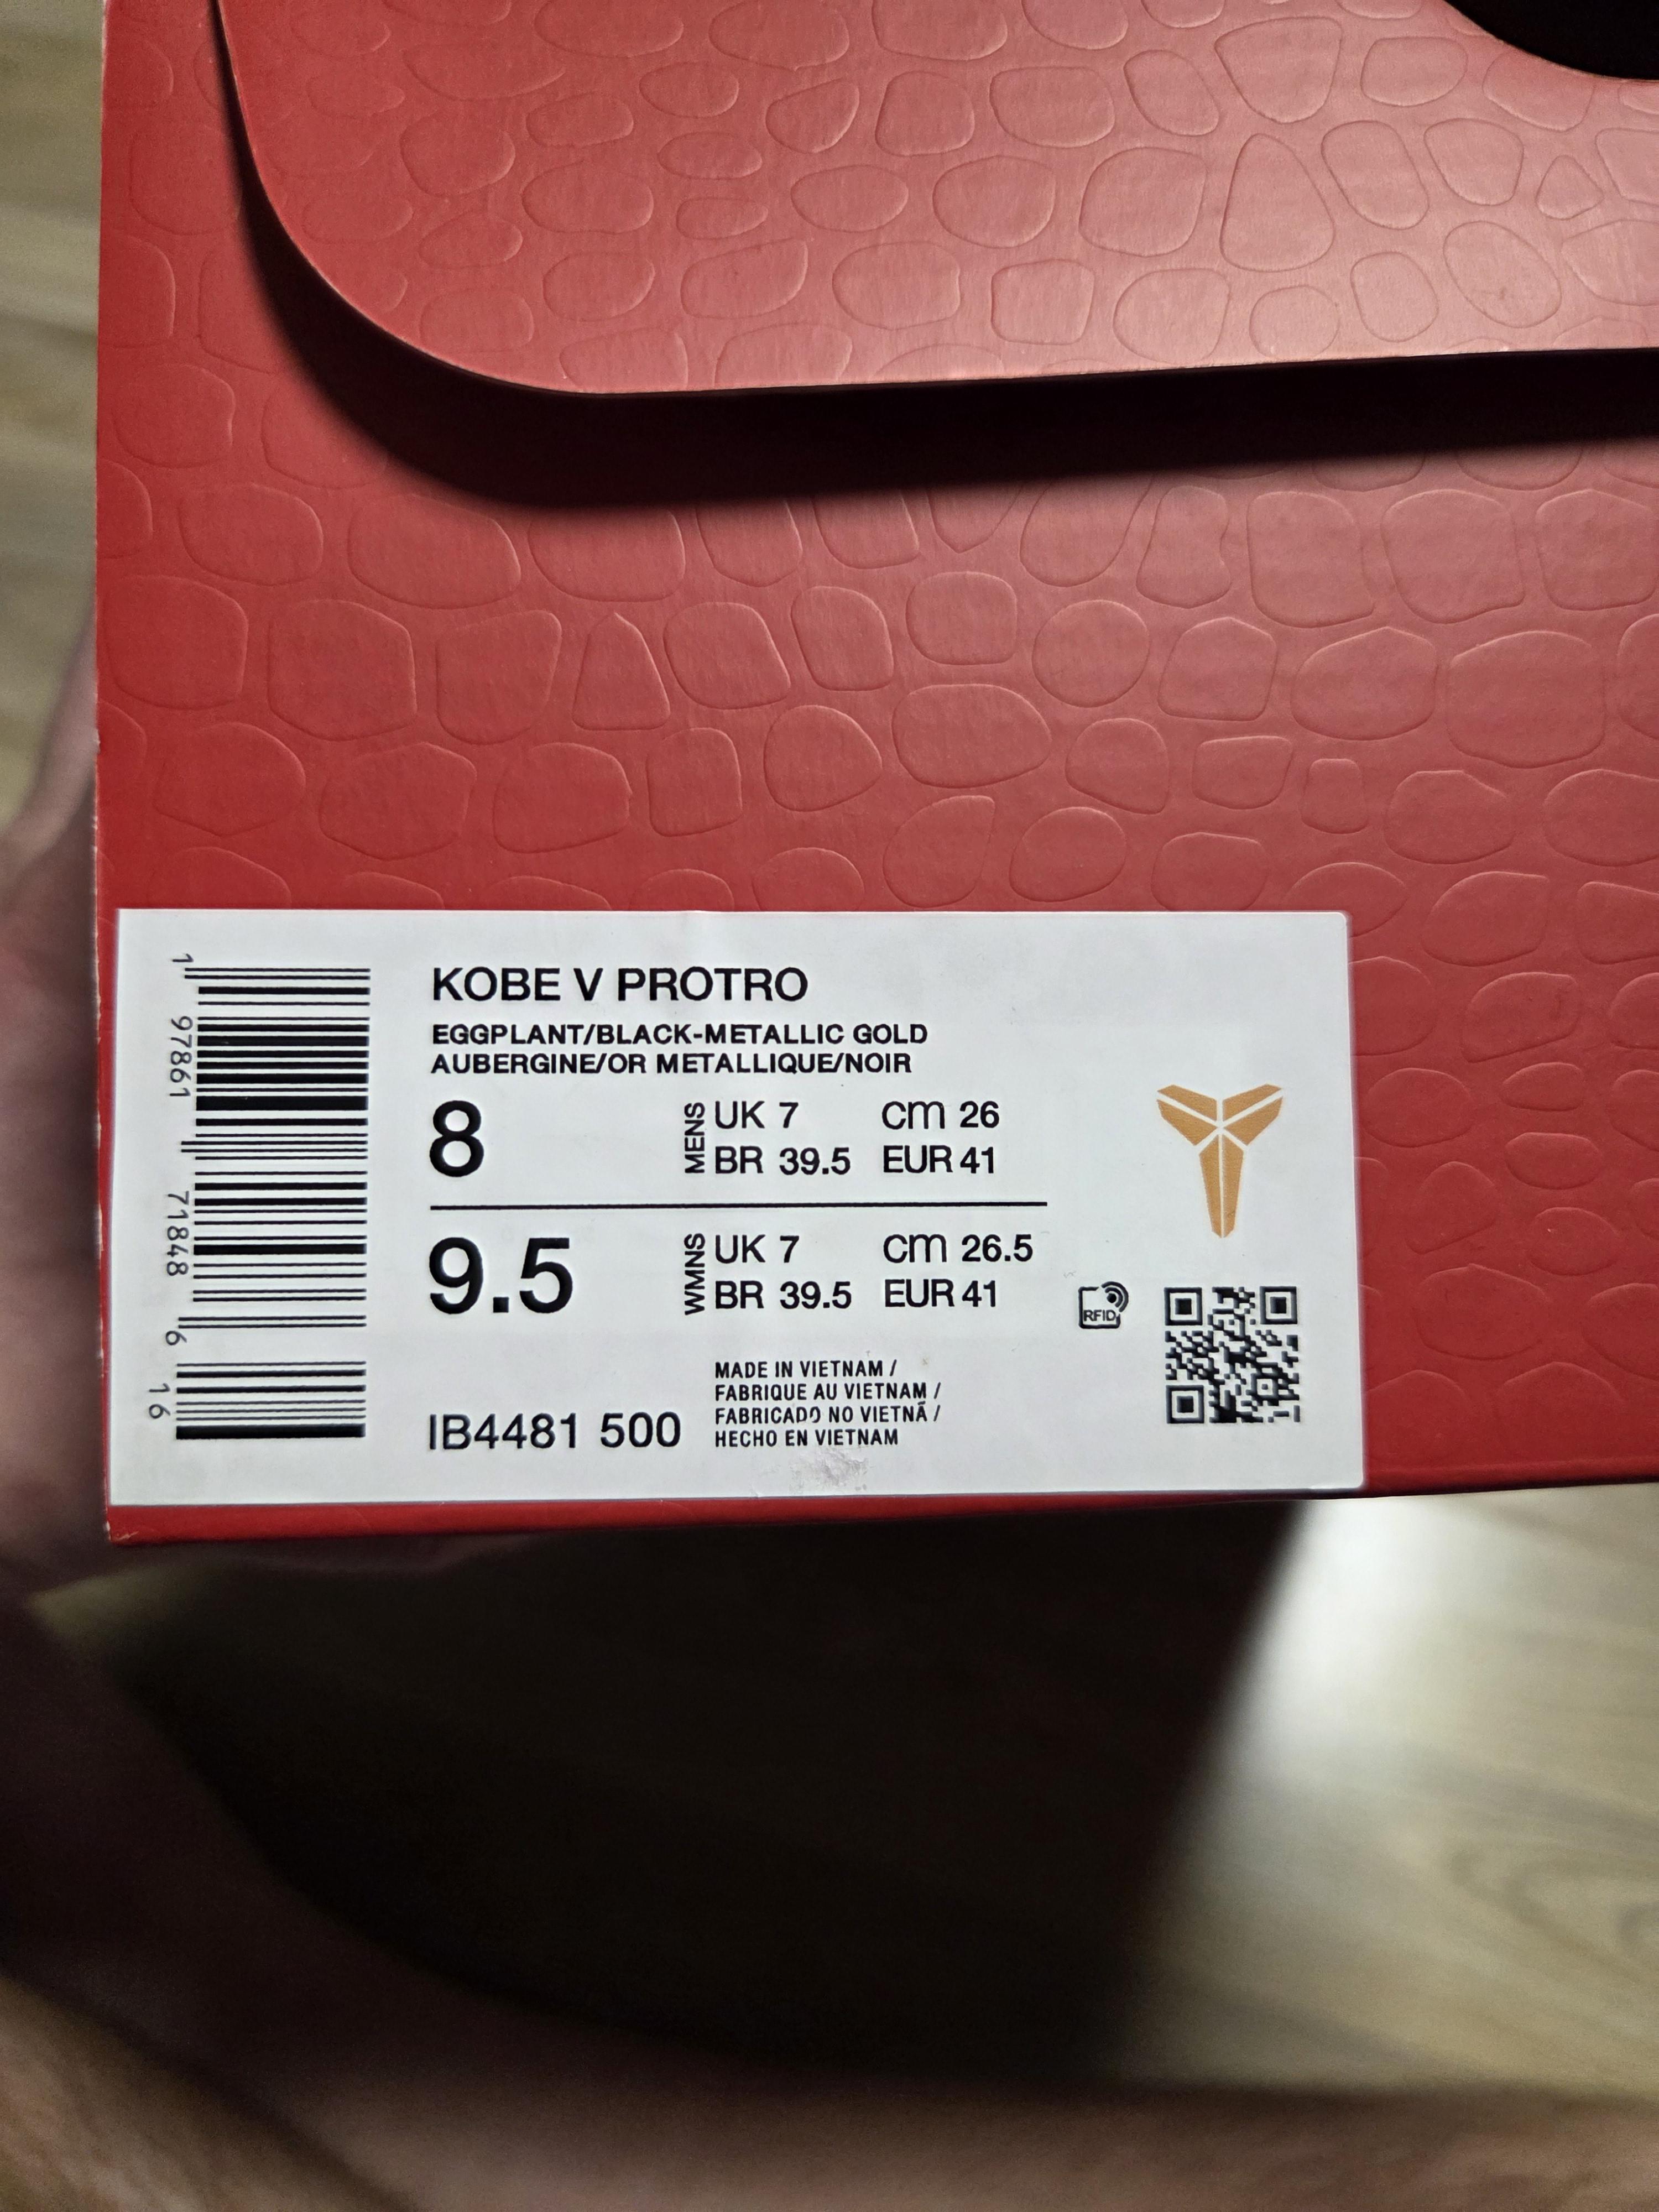 KOBE V PROTRO
EGGPLANT/BLACK-METALLIC GOLD
AUBERGINE/OR METALLIQUE/NOIR
8 MENS UK 7 CM 26
BR 39.5 EUR 41
9.5 WMNS UK 7 CM 26.5
BR 39.5 EUR 41
RFID
MADE IN VIETNAM /
FABRIQUE AU VIETNAM /
FABRICADO NO VIETNÃ /
HECHO EN VIETNAM
IB4481 500
1 97861 71848 6 16